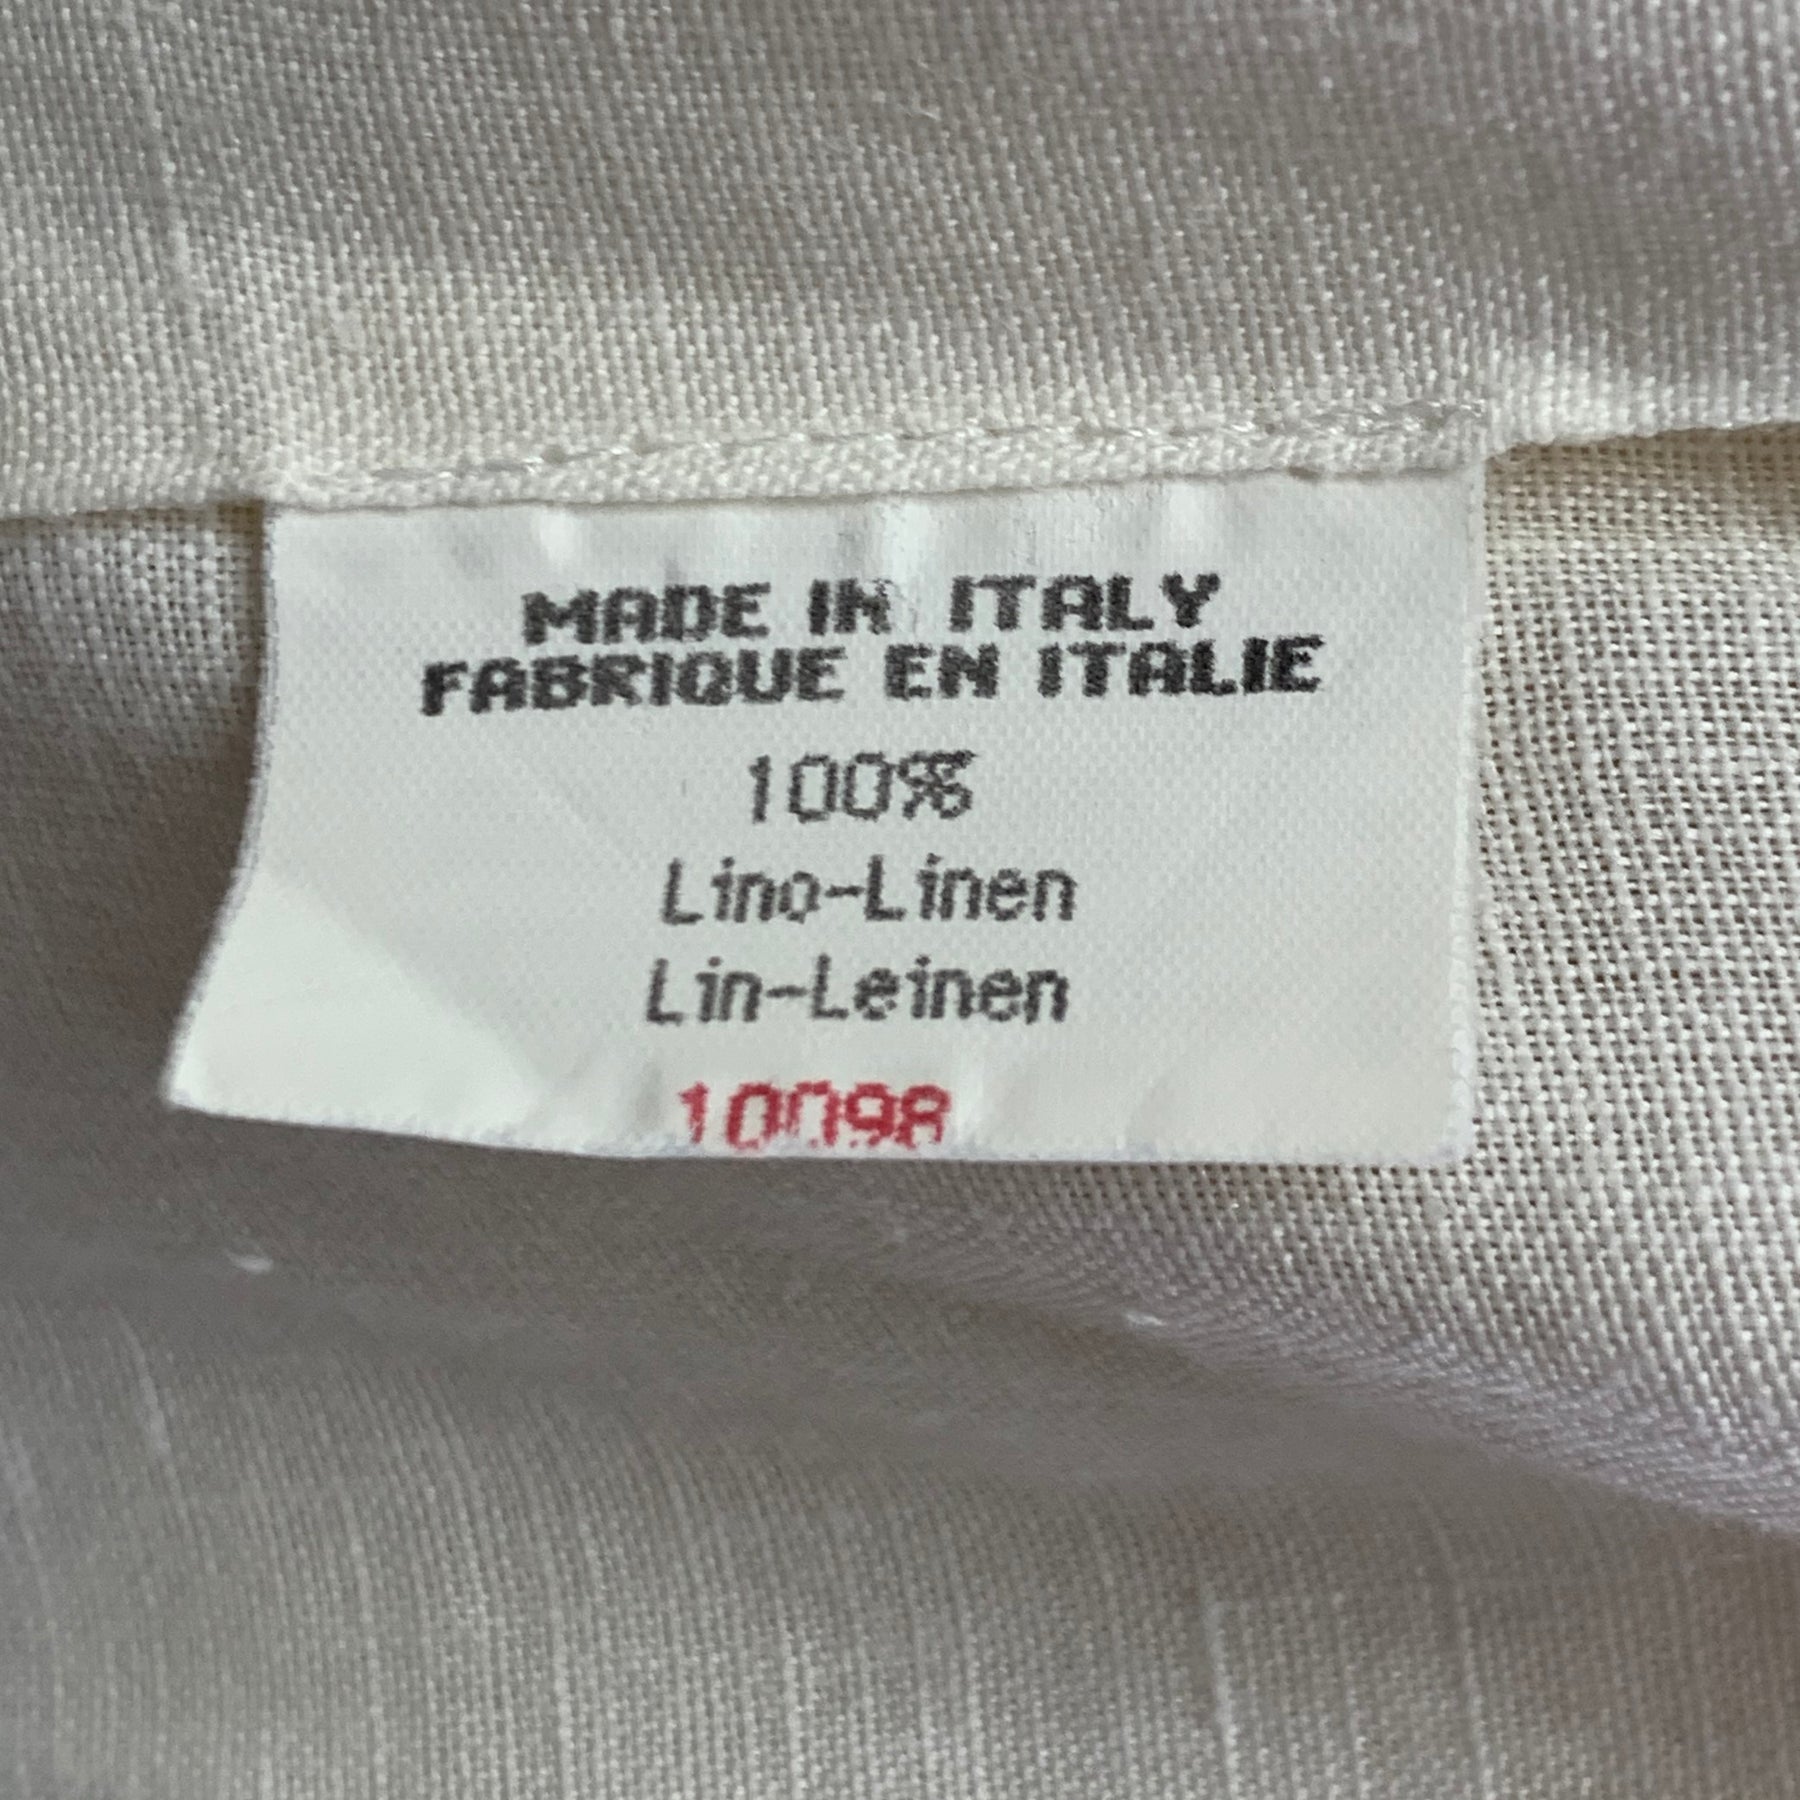 MADE IN ITALY
FABRIQUE EN ITALIE
100%
Lino-Linen
Lin-Leinen
10098